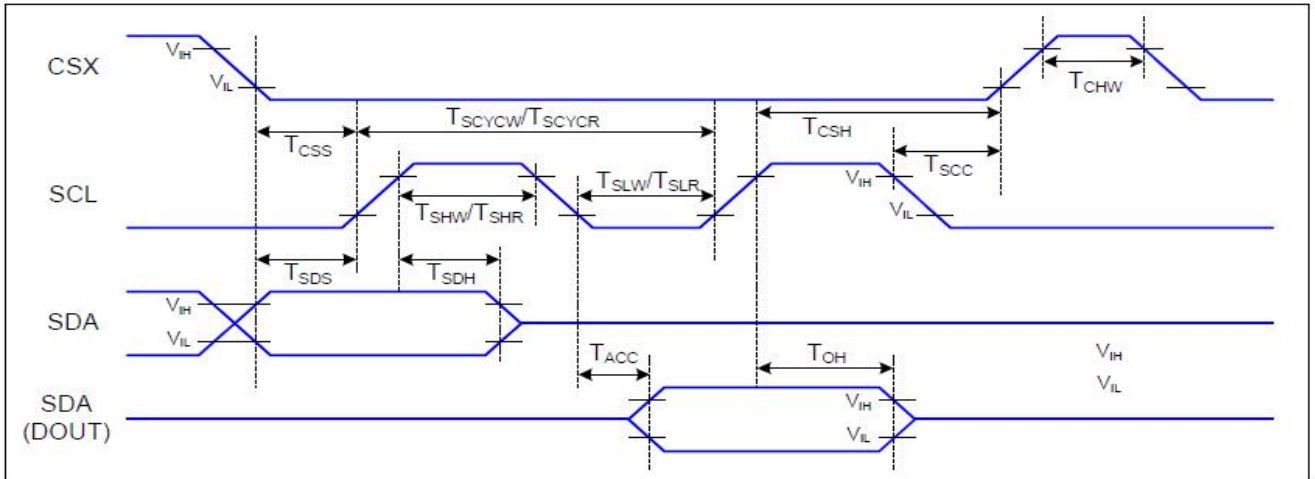 CSX
V_IH
V_IL
T_CHW
T_SCYCW/T_SCYCR
T_CSS
T_CSH
T_SCC
SCL
T_SLW/T_SLR
V_IH
T_SHW/T_SHR
V_IL
T_SDS
T_SDH
SDA
V_IH
V_IL
T_ACC
T_OH
V_IH
V_IL
SDA
(DOUT)
V_IH
V_IL